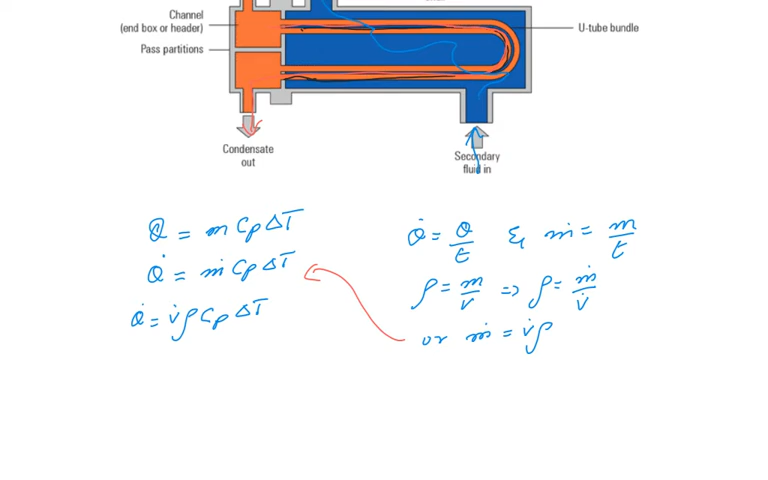 Channel
(end box or header)
U-tube bundle
Pass partitions
Condensate
out
Secondary
fluid in
Q = m Cp ΔT
Q̇ = ṁ Cp ΔT
Q̇ = v̇ ρ Cp ΔT
Q̇ = Q/t & ṁ = m/t
ρ = m/v => ρ = ṁ/v̇
or ṁ = v̇ρ